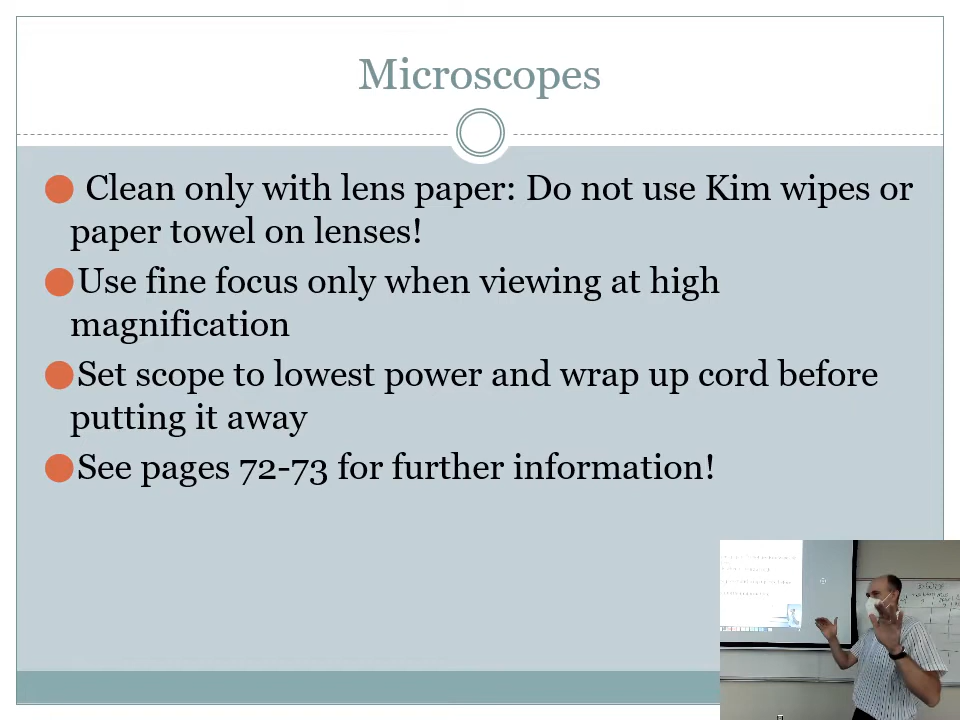 Microscopes
Clean only with lens paper: Do not use Kim wipes or
paper towel on lenses!
Use fine focus only when viewing at high
magnification
Set scope to lowest power and wrap up cord before
putting it away
See pages 72-73 for further information!